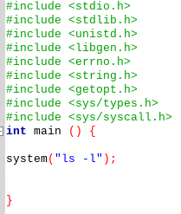 #include <stdio.h>
#include <stdlib.h>
#include <unistd.h>
#include <libgen.h>
#include <errno.h>
#include <string.h>
#include <getopt.h>
#include <sys/types.h>
#include <sys/syscall.h>
int main () {
system("ls -l");
}